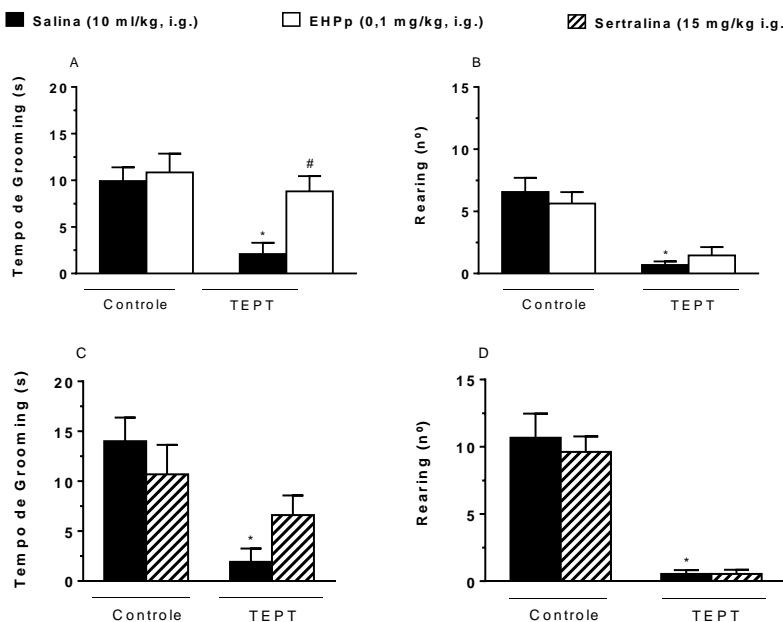 Salina (10 ml/kg, i.g.) EHPp (0,1 mg/kg, i.g.) Sertralina (15 mg/kg i.g.
A
Tempo de Grooming (s)
20
15
10
5
0
* #
Controle TEPT
B
Rearing (nº)
15
10
5
0
*
Controle TEPT
C
Tempo de Grooming (s)
20
15
10
5
0
*
Controle TEPT
D
Rearing (nº)
15
10
5
0
*
Controle TEPT